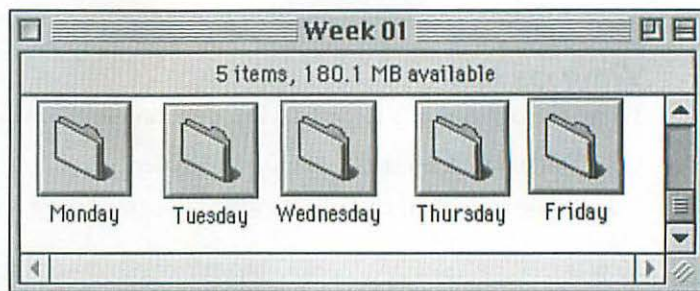 Week 01
5 items, 180.1 MB available
Monday Tuesday Wednesday Thursday Friday